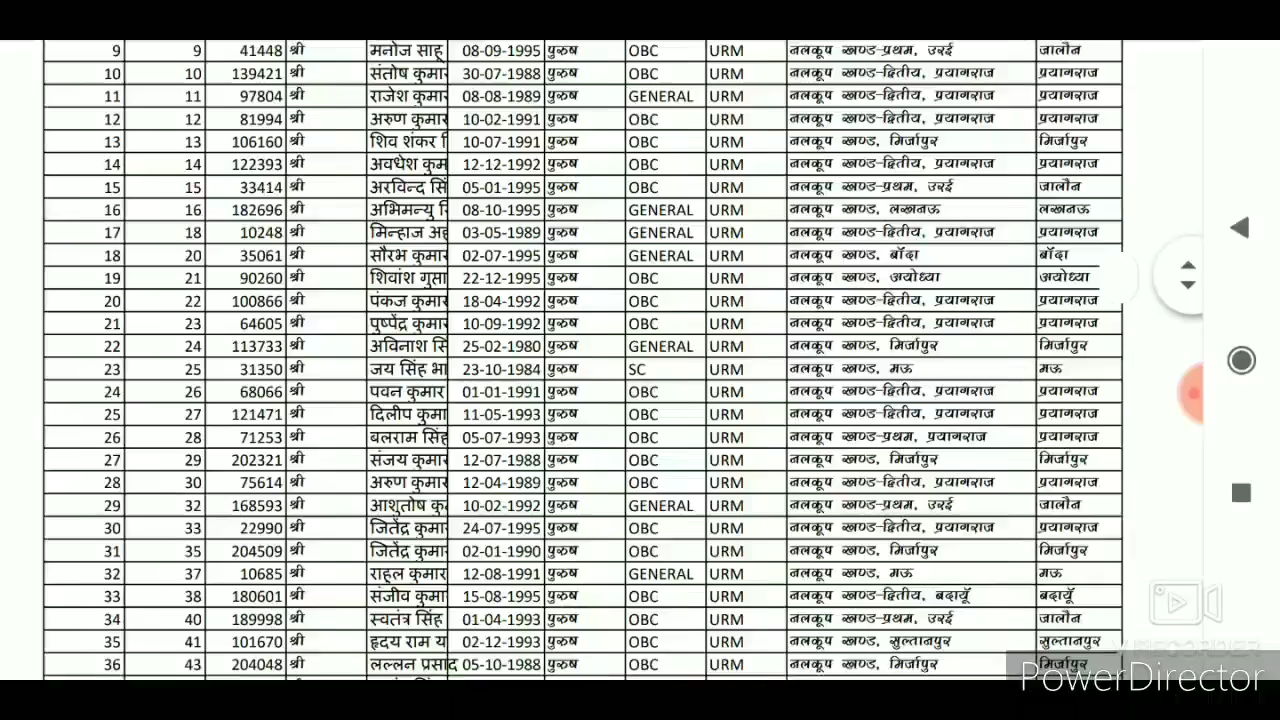 9 9 41448 श्री मनोज साहू 08-09-1995 पुरुष OBC URM नलकूप खण्ड-प्रथम, उरई जालौन
10 10 139421 श्री संतोष कुमार 30-07-1988 पुरुष OBC URM नलकूप खण्ड-द्वितीय, प्रयागराज प्रयागराज
11 11 97804 श्री राजेश कुमार 08-08-1989 पुरुष GENERAL URM नलकूप खण्ड-द्वितीय, प्रयागराज प्रयागराज
12 12 81994 श्री अरुण कुमार 10-02-1991 पुरुष OBC URM नलकूप खण्ड-द्वितीय, प्रयागराज प्रयागराज
13 13 106160 श्री शिव शंकर 10-07-1991 पुरुष OBC URM नलकूप खण्ड, मिर्जापुर मिर्जापुर
14 14 122393 श्री अवधेश कुम 12-12-1992 पुरुष OBC URM नलकूप खण्ड-द्वितीय, प्रयागराज प्रयागराज
15 15 33414 श्री अरविन्द सिं 05-01-1995 पुरुष OBC URM नलकूप खण्ड-प्रथम, उरई जालौन
16 16 182696 श्री अभिमन्यु 08-10-1995 पुरुष GENERAL URM नलकूप खण्ड, लखनऊ लखनऊ
17 18 10248 श्री मिन्हाज अह 03-05-1989 पुरुष GENERAL URM नलकूप खण्ड-द्वितीय, प्रयागराज प्रयागराज
18 20 35061 श्री सौरभ कुमार 02-07-1995 पुरुष GENERAL URM नलकूप खण्ड, बाँदा बाँदा
19 21 90260 श्री शिवांश गुप्ता 22-12-1995 पुरुष OBC URM नलकूप खण्ड, अयोध्या अयोध्या
20 22 100866 श्री पंकज कुमार 18-04-1992 पुरुष OBC URM नलकूप खण्ड-द्वितीय, प्रयागराज प्रयागराज
21 23 64605 श्री पुष्पेंद्र कुमार 10-09-1992 पुरुष OBC URM नलकूप खण्ड-द्वितीय, प्रयागराज प्रयागराज
22 24 113733 श्री अविनाश सि 25-02-1980 पुरुष GENERAL URM नलकूप खण्ड, मिर्जापुर मिर्जापुर
23 25 31350 श्री जय सिंह भा 23-10-1984 पुरुष SC URM नलकूप खण्ड, मऊ मऊ
24 26 68066 श्री पवन कुमार 01-01-1991 पुरुष OBC URM नलकूप खण्ड-द्वितीय, प्रयागराज प्रयागराज
25 27 121471 श्री दिलीप कुमा 11-05-1993 पुरुष OBC URM नलकूप खण्ड-द्वितीय, प्रयागराज प्रयागराज
26 28 71253 श्री बलराम सिंह 05-07-1993 पुरुष OBC URM नलकूप खण्ड-प्रथम, प्रयागराज प्रयागराज
27 29 202321 श्री संजय कुमार 12-07-1988 पुरुष OBC URM नलकूप खण्ड, मिर्जापुर मिर्जापुर
28 30 75614 श्री अरुण कुमार 12-04-1989 पुरुष OBC URM नलकूप खण्ड-द्वितीय, प्रयागराज प्रयागराज
29 32 168593 श्री आशुतोष कु 10-02-1992 पुरुष GENERAL URM नलकूप खण्ड-प्रथम, उरई जालौन
30 33 22990 श्री जितेंद्र कुमा 24-07-1995 पुरुष OBC URM नलकूप खण्ड-द्वितीय, प्रयागराज प्रयागराज
31 35 204509 श्री जितेंद्र कुमा 02-01-1990 पुरुष OBC URM नलकूप खण्ड, मिर्जापुर मिर्जापुर
32 37 10685 श्री राहूल कुमार 12-08-1991 पुरुष GENERAL URM नलकूप खण्ड, मऊ मऊ
33 38 180601 श्री संजीव कुमा 15-08-1995 पुरुष OBC URM नलकूप खण्ड-द्वितीय, बदायूँ बदायूँ
34 40 189998 श्री स्वतंत्र सिंह 01-04-1993 पुरुष OBC URM नलकूप खण्ड-प्रथम, उरई जालौन
35 41 101670 श्री हृदय राम य 02-12-1993 पुरुष OBC URM नलकूप खण्ड, सुल्तानपुर सुल्तानपुर
36 43 204048 श्री लल्लन प्रसाद 05-10-1988 पुरुष OBC URM नलकूप खण्ड, मिर्जापुर मिर्जापुर
PowerDirector